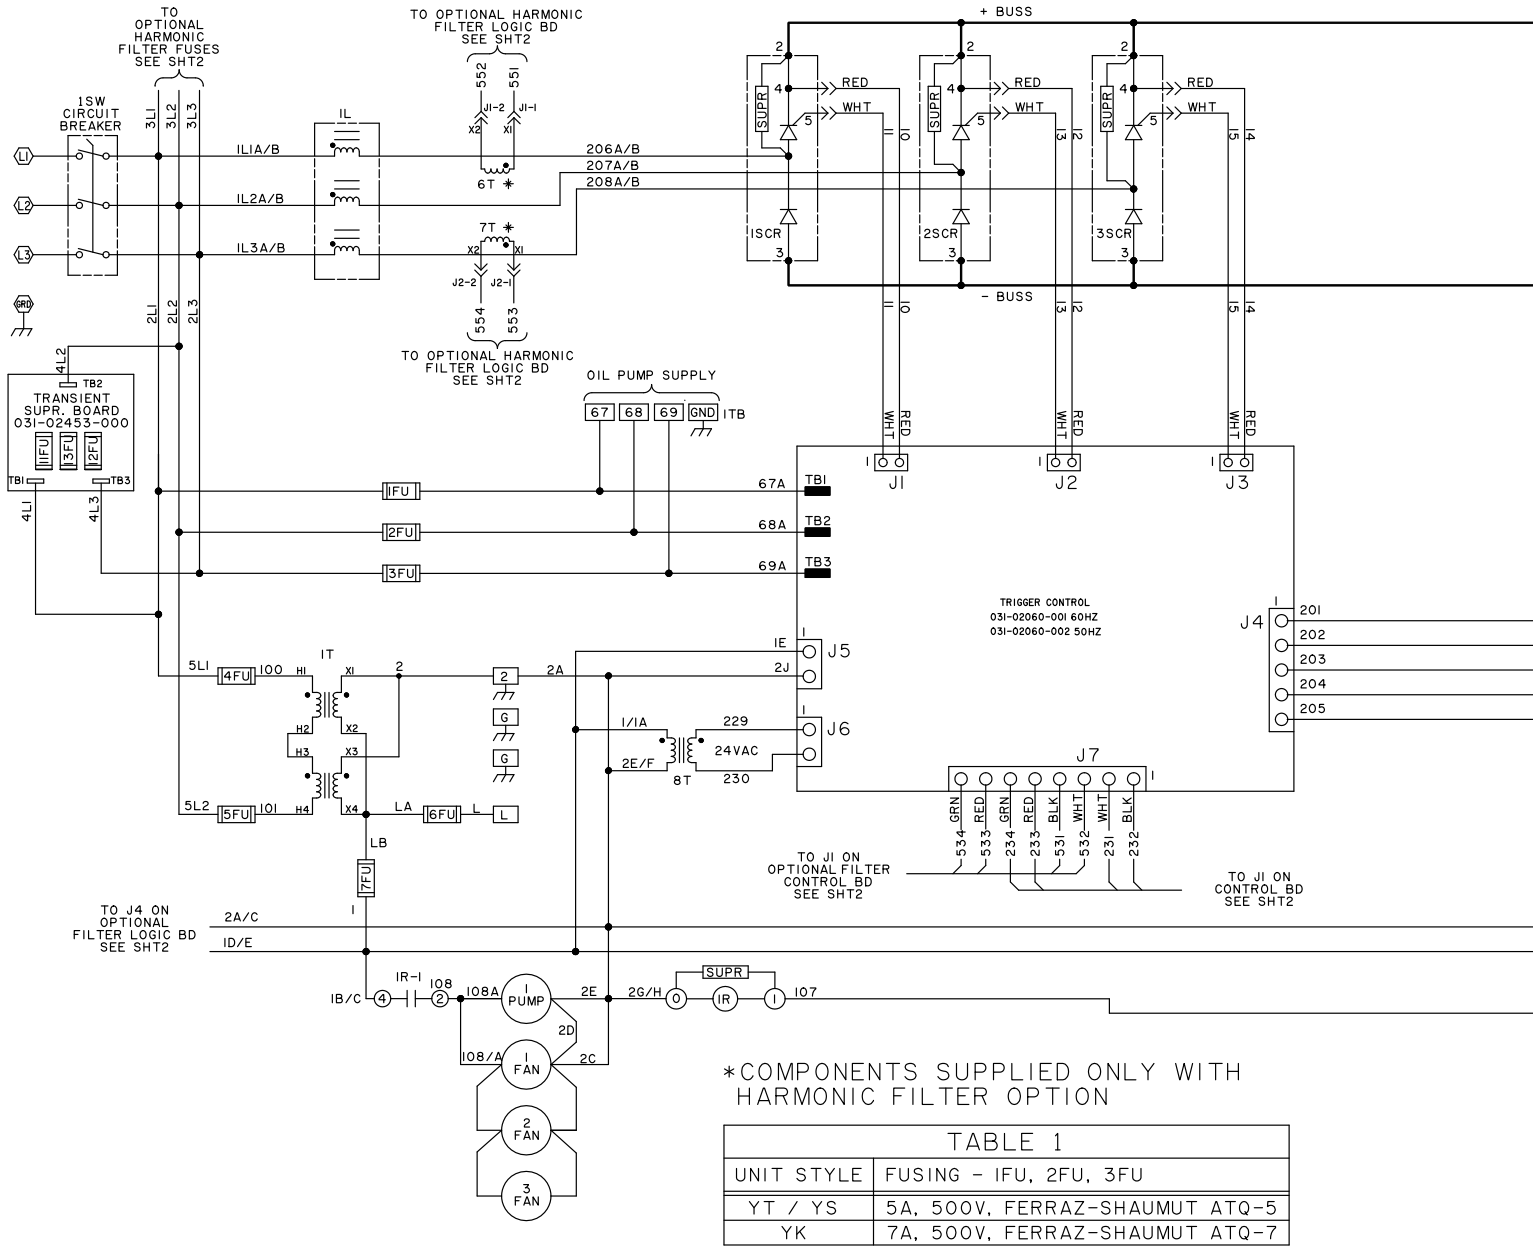 TO
OPTIONAL
HARMONIC
FILTER FUSES
SEE SHT2
TO OPTIONAL HARMONIC
FILTER LOGIC BD
SEE SHT2
+ BUSS
1SW
CIRCUIT
BREAKER
3L1
3L2
3L3
1L
552
551
J1-2
J1-1
X2
X1
6T *
2
SUPR
4
5
RED
WHT
11
10
2
SUPR
4
5
RED
WHT
13
12
2
SUPR
4
5
RED
WHT
15
14
L1
1L1A/B
206A/B
207A/B
208A/B
L2
1L2A/B
L3
1L3A/B
7T *
X2
X1
J2-2
J2-1
554
553
1SCR
3
2SCR
3
3SCR
3
- BUSS
GRD
2L1
2L2
2L3
11
10
13
12
15
14
TO OPTIONAL HARMONIC
FILTER LOGIC BD
SEE SHT2
4L2
TB2
TRANSIENT
SUPR. BOARD
031-02453-000
11FU
13FU
12FU
TB1
TB3
4L1
4L3
OIL PUMP SUPPLY
67
68
69
GND
1TB
WHT
RED
WHT
RED
WHT
RED
1
J1
1
J2
1
J3
1FU
67A
TB1
2FU
68A
TB2
3FU
69A
TB3
TRIGGER CONTROL
031-02060-001 60HZ
031-02060-002 50HZ
1
J4
201
202
203
204
205
1
J5
1E
2J
1
J6
1T
5L1
4FU
100
H1
X1
2
2
2A
G
G
H2
X2
H3
X3
5L2
5FU
101
H4
X4
LA
6FU
L
L
1/1A
229
24VAC
2E/F
8T
230
J7
1
GRN
RED
GRN
RED
BLK
WHT
WHT
BLK
534
533
234
233
531
532
231
232
LB
7FU
1
TO J1 ON
OPTIONAL FILTER
CONTROL BD
SEE SHT2
TO J1 ON
CONTROL BD
SEE SHT2
TO J4 ON
OPTIONAL
FILTER LOGIC BD
SEE SHT2
2A/C
1D/E
1B/C
4
1R-1
2
108
108A
1
PUMP
2E
2G/H
0
SUPR
1R
1
107
2D
108/A
1
FAN
2C
2
FAN
3
FAN
*COMPONENTS SUPPLIED ONLY WITH
HARMONIC FILTER OPTION
TABLE 1
UNIT STYLE FUSING - 1FU, 2FU, 3FU
YT / YS 5A, 500V, FERRAZ-SHAUMUT ATQ-5
YK 7A, 500V, FERRAZ-SHAUMUT ATQ-7